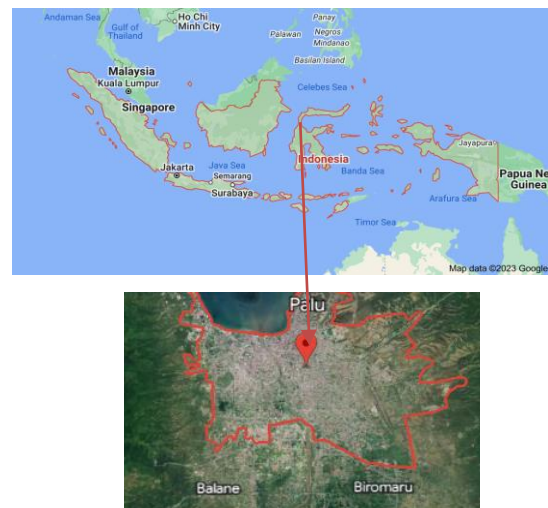 Andaman Sea
Gulf of
Thailand
Ho Chi
Minh City
Palawan
Panay
Negros
Mindanao
Basilan Island
Malaysia
Kuala Lumpur
Celebes Sea
Singapore
Indonesia
Jayapura
Jakarta
Java Sea
Semarang
Surabaya
Banda Sea
Papua Ne
Guinea
Arafura Sea
Timor Sea
Map data ©2023 Google
Palu
Balane
Biromaru